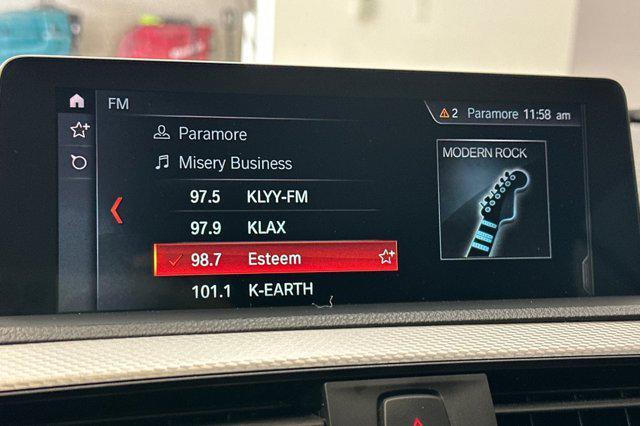 FM
2 Paramore 11:58 am
Paramore
Misery Business
MODERN ROCK
97.5 KLYY-FM
97.9 KLAX
98.7 Esteem
101.1 K-EARTH